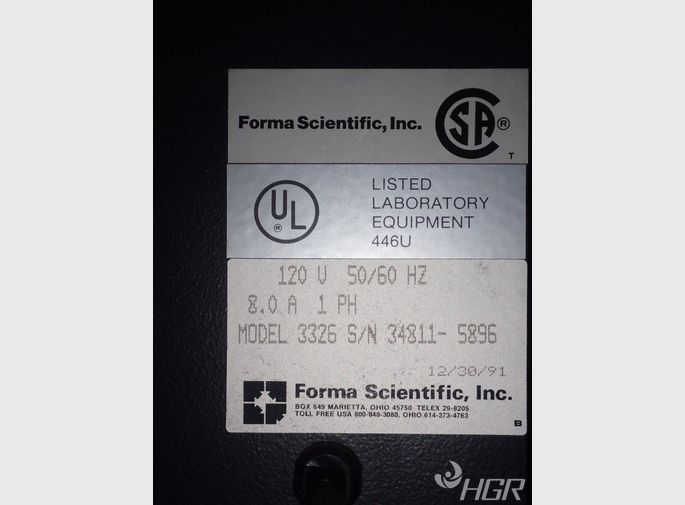 Forma Scientific, Inc.
CSA®
T
UL®
LISTED
LABORATORY
EQUIPMENT
446U
120 V 50/60 HZ
8.0 A 1 PH
MODEL 3326 S/N 34811- 5896
12/30/91
Forma Scientific, Inc.
BOX 649 MARIETTA, OHIO 45750 TELEX 29-8205
TOLL FREE USA 800-848-3080, OHIO 614-373-4763
B
HGR